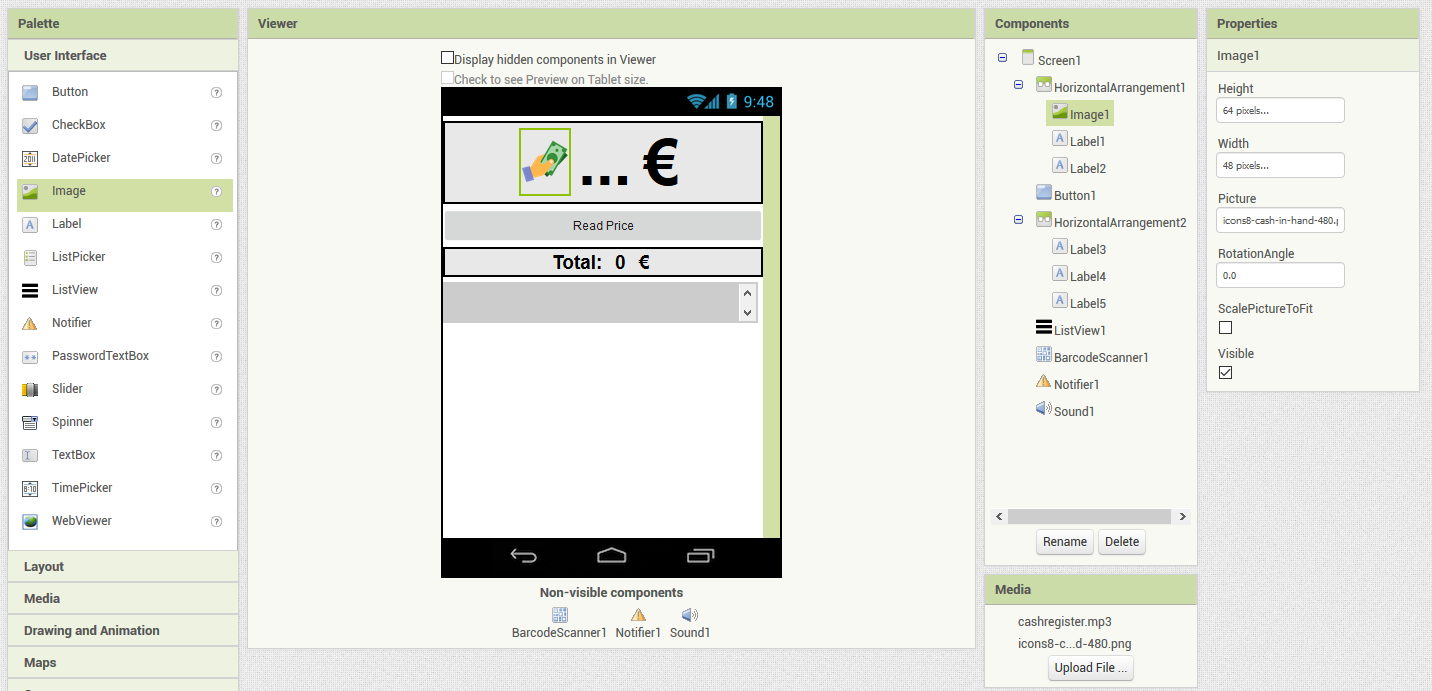 Palette
User Interface
Button
CheckBox
DatePicker
Image
Label
ListPicker
ListView
Notifier
PasswordTextBox
Slider
Spinner
TextBox
TimePicker
WebViewer
Layout
Media
Drawing and Animation
Maps
Viewer
Display hidden components in Viewer
Check to see Preview on Tablet size.
9:48
... €
Read Price
Total: 0 €
Non-visible components
BarcodeScanner1 Notifier1 Sound1
Components
Screen1
HorizontalArrangement1
Image1
Label1
Label2
Button1
HorizontalArrangement2
Label3
Label4
Label5
ListView1
BarcodeScanner1
Notifier1
Sound1
Rename Delete
Media
cashregister.mp3
icons8-c...d-480.png
Upload File ...
Properties
Image1
Height
64 pixels...
Width
48 pixels...
Picture
icons8-cash-in-hand-480.p
RotationAngle
0.0
ScalePictureToFit
Visible